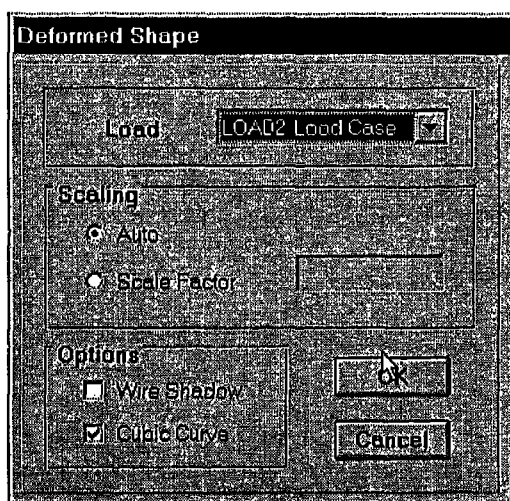 Deformed Shape
Load LOAD2 Load Case
Scaling
Auto
Scale Factor
Options
Wire Shadow
Cubic Curve
OK
Cancel